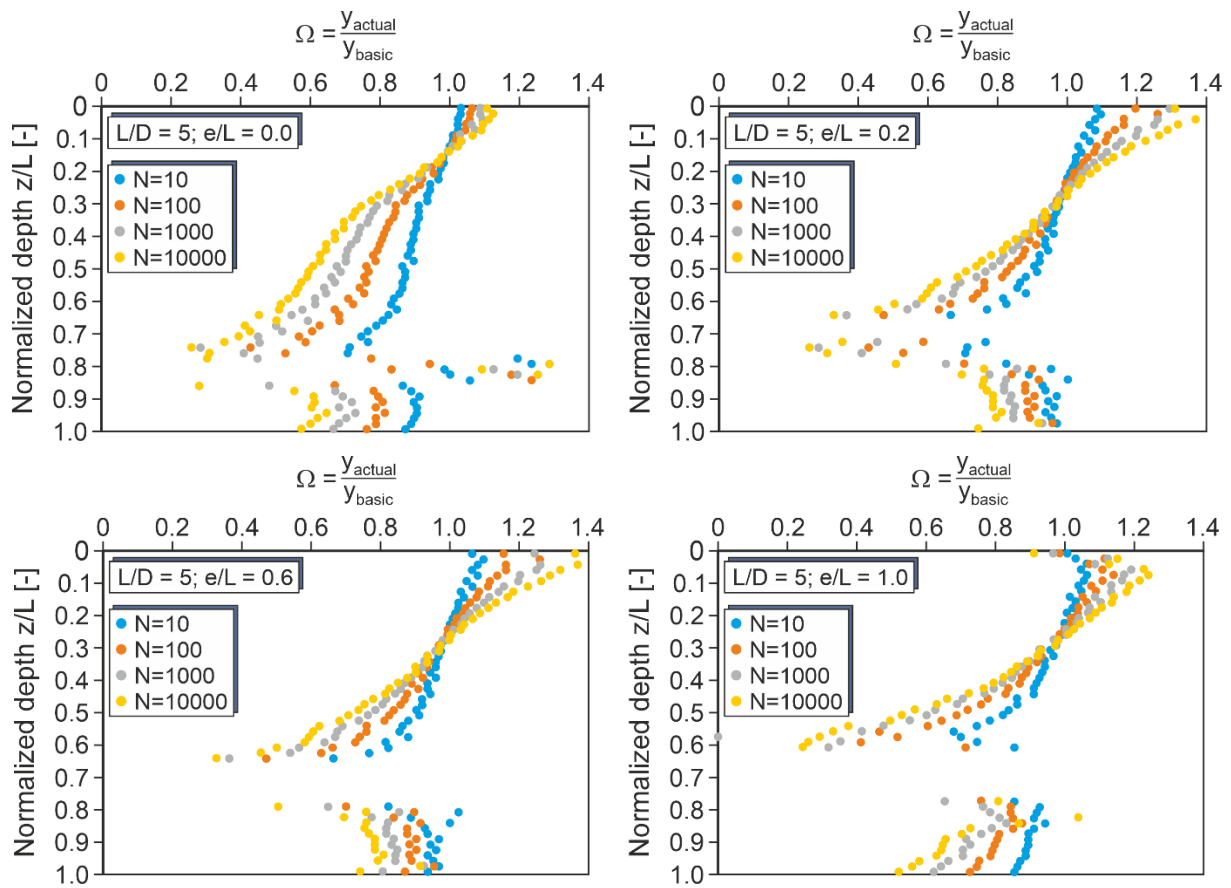 Ω = y_actual / y_basic
0 0.2 0.4 0.6 0.8 1.0 1.2 1.4
Normalized depth z/L [-]
0
0.1
0.2
0.3
0.4
0.5
0.6
0.7
0.8
0.9
1.0
L/D = 5; e/L = 0.0
N=10
N=100
N=1000
N=10000
Ω = y_actual / y_basic
0 0.2 0.4 0.6 0.8 1.0 1.2 1.4
Normalized depth z/L [-]
0
0.1
0.2
0.3
0.4
0.5
0.6
0.7
0.8
0.9
1.0
L/D = 5; e/L = 0.2
N=10
N=100
N=1000
N=10000
Ω = y_actual / y_basic
0 0.2 0.4 0.6 0.8 1.0 1.2 1.4
Normalized depth z/L [-]
0
0.1
0.2
0.3
0.4
0.5
0.6
0.7
0.8
0.9
1.0
L/D = 5; e/L = 0.6
N=10
N=100
N=1000
N=10000
Ω = y_actual / y_basic
0 0.2 0.4 0.6 0.8 1.0 1.2 1.4
Normalized depth z/L [-]
0
0.1
0.2
0.3
0.4
0.5
0.6
0.7
0.8
0.9
1.0
L/D = 5; e/L = 1.0
N=10
N=100
N=1000
N=10000